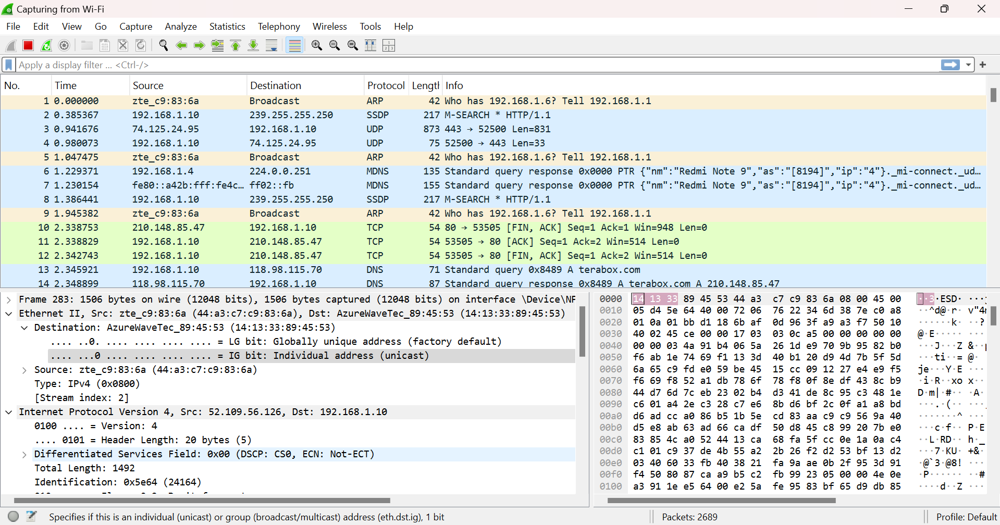 Capturing from Wi-Fi
File Edit View Go Capture Analyze Statistics Telephony Wireless Tools Help
Apply a display filter ... <Ctrl-/>
No. Time Source Destination Protocol Length Info
1 0.000000 zte_c9:83:6a Broadcast ARP 42 Who has 192.168.1.6? Tell 192.168.1.1
2 0.385367 192.168.1.10 239.255.255.250 SSDP 217 M-SEARCH * HTTP/1.1
3 0.941676 74.125.24.95 192.168.1.10 UDP 873 443 → 52500 Len=831
4 0.980073 192.168.1.10 74.125.24.95 UDP 75 52500 → 443 Len=33
5 1.047475 zte_c9:83:6a Broadcast ARP 42 Who has 192.168.1.6? Tell 192.168.1.1
6 1.229371 192.168.1.4 224.0.0.251 MDNS 135 Standard query response 0x0000 PTR {"nm":"Redmi Note 9","as":"[8194]","ip":"4"}._mi-connect._ud…
7 1.230154 fe80::a42b:fff:fe4c… ff02::fb MDNS 155 Standard query response 0x0000 PTR {"nm":"Redmi Note 9","as":"[8194]","ip":"4"}._mi-connect._ud…
8 1.386441 192.168.1.10 239.255.255.250 SSDP 217 M-SEARCH * HTTP/1.1
9 1.945382 zte_c9:83:6a Broadcast ARP 42 Who has 192.168.1.6? Tell 192.168.1.1
10 2.338753 210.148.85.47 192.168.1.10 TCP 54 80 → 53505 [FIN, ACK] Seq=1 Ack=1 Win=948 Len=0
11 2.338829 192.168.1.10 210.148.85.47 TCP 54 53505 → 80 [ACK] Seq=1 Ack=2 Win=514 Len=0
12 2.342743 192.168.1.10 210.148.85.47 TCP 54 53505 → 80 [FIN, ACK] Seq=1 Ack=2 Win=514 Len=0
13 2.345921 192.168.1.10 118.98.115.70 DNS 71 Standard query 0x8489 A terabox.com
14 2.348899 118.98.115.70 192.168.1.10 DNS 87 Standard query response 0x8489 A terabox.com A 210.148.85.47
Frame 283: 1506 bytes on wire (12048 bits), 1506 bytes captured (12048 bits) on interface \Device\NF
Ethernet II, Src: zte_c9:83:6a (44:a3:c7:c9:83:6a), Dst: AzureWaveTec_89:45:53 (14:13:33:89:45:53)
Destination: AzureWaveTec_89:45:53 (14:13:33:89:45:53)
.... ..0. .... .... .... .... = LG bit: Globally unique address (factory default)
.... ...0 .... .... .... .... = IG bit: Individual address (unicast)
Source: zte_c9:83:6a (44:a3:c7:c9:83:6a)
Type: IPv4 (0x0800)
[Stream index: 2]
Internet Protocol Version 4, Src: 52.109.56.126, Dst: 192.168.1.10
0100 .... = Version: 4
.... 0101 = Header Length: 20 bytes (5)
Differentiated Services Field: 0x00 (DSCP: CS0, ECN: Not-ECT)
Total Length: 1492
Identification: 0x5e64 (24164)
0000 14 13 33 89 45 53 44 a3 c7 c9 83 6a 08 00 45 00 ··3·ESD· ···j
0010 05 d4 5e 64 40 00 72 06 76 22 34 6d 38 7e c0 a8 ··^d@·r· v"4
0020 01 0a 01 bb d1 18 6b af 0d 96 3f a9 a3 f7 50 10 ······k· ··?
0030 40 02 45 ce 00 00 17 03 03 0c a5 00 00 00 00 00 @·E····· ···
0040 00 00 03 4a 91 b4 06 5a 26 1d e9 70 9b 95 82 b0 ···J···Z &··p
0050 f6 ab 1e 74 69 f1 13 3d 40 b1 20 d9 4d 7b 5f 5d ···ti··= @·
0060 6a 65 c9 fd e0 59 be 45 15 cc 09 12 27 e4 e9 f5 je···Y·E ···
0070 f6 69 f8 52 a1 db 78 6f 78 f8 0f 8e df 43 8c b9 ·i·R··xo x··
0080 44 d7 6d 7c eb 23 02 b4 d3 41 de 8c 95 c3 48 1e D·m|·#·· ·A·
0090 c6 01 a4 2e c3 28 c7 e6 8b d6 bf 2c 0f a1 a8 bd ···.·(·· ···
00a0 d6 ad cc a0 86 b5 1b 5e cd 83 aa c9 c9 56 9a 40 ·······^ ···
00b0 d5 e8 ab 63 ad 66 ca df 50 d8 45 c8 99 20 7b e0 ···c·f·· P·E
00c0 83 85 4c a0 52 44 13 ca 68 fa 5f cc 0e 1a 0a c4 ··L·RD·· h·_
00d0 c1 01 c9 37 de 4b 55 a2 2b 26 f2 d2 53 bf 13 d2 ···7·KU· +&·
00e0 03 40 60 33 fb 40 38 21 fa 9a ae 0b 2f 95 3d 91 ·@`3·@8! ···
00f0 f4 50 80 87 ca a9 b5 c2 fb 99 23 05 00 00 4e 0e ·P······ ··#
0100 a3 91 1e e5 64 00 e2 5a fe 95 83 bf 65 d9 db 85 ····d··Z ···
Specifies if this is an individual (unicast) or group (broadcast/multicast) address (eth.dst.ig), 1 bit
Packets: 2689
Profile: Default